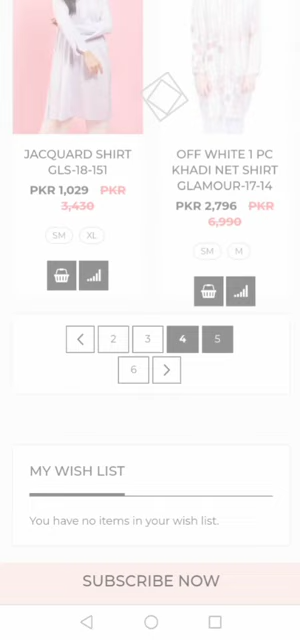 JACQUARD SHIRT
GLS-18-151
PKR 1,029 PKR
3,430
SM XL
OFF WHITE 1 PC
KHADI NET SHIRT
GLAMOUR-17-14
PKR 2,796 PKR
6,990
SM M
2 3 4 5
6
MY WISH LIST
You have no items in your wish list.
SUBSCRIBE NOW